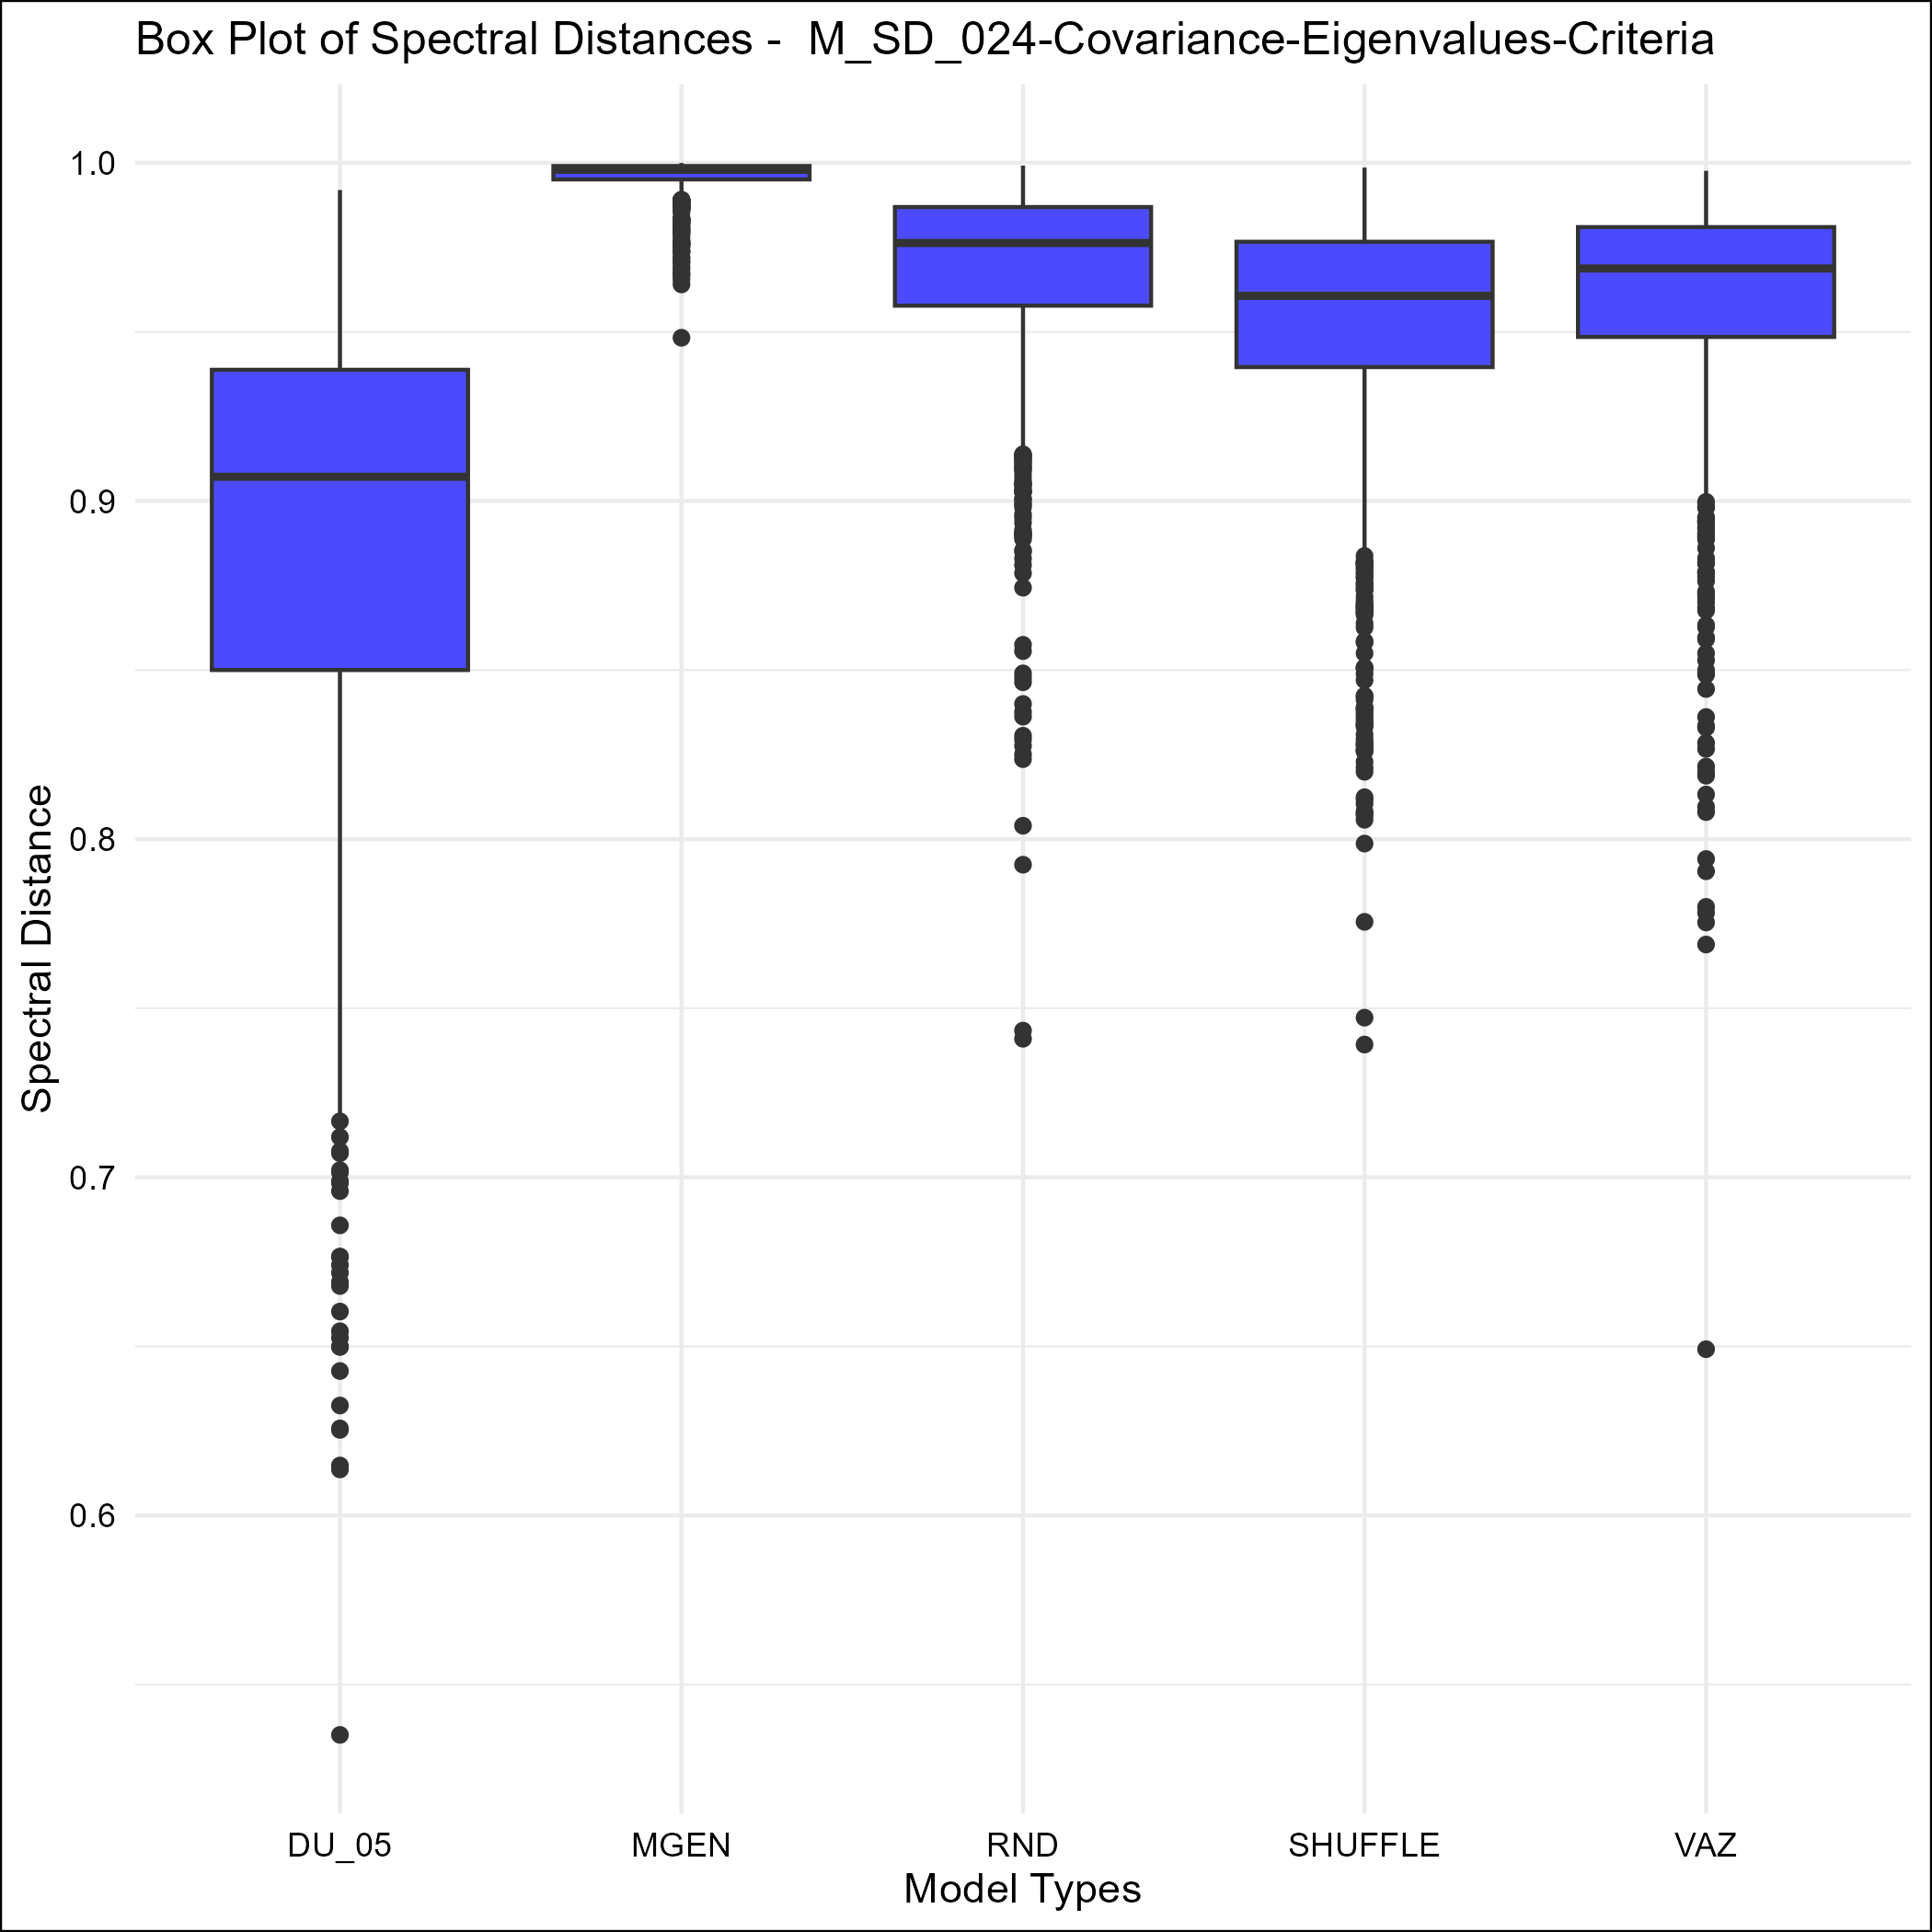 Box Plot of Spectral Distances -  M_SD_024-Covariance-Eigenvalues-Criteria
Spectral Distance
1.0
0.9
0.8
0.7
0.6
DU_05 MGEN RND SHUFFLE VAZ
Model Types